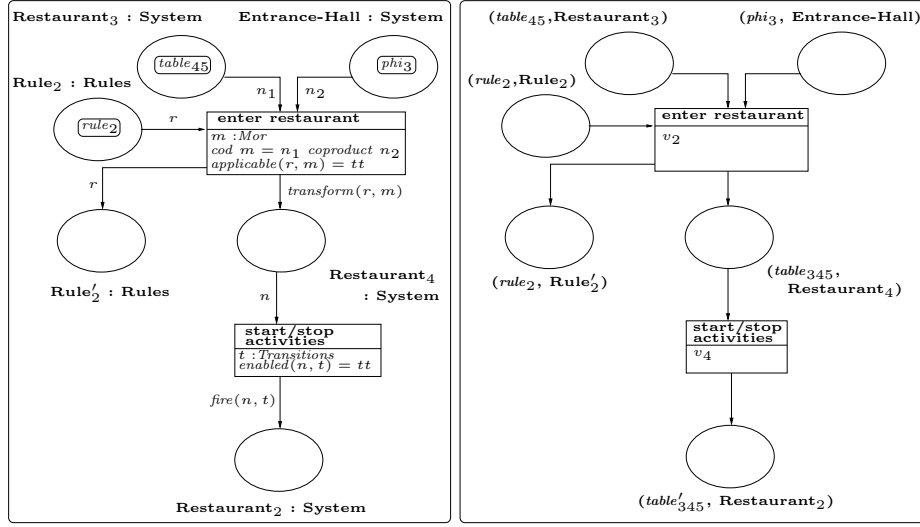 Restaurant₃ : System
Entrance-Hall : System
table₄₅
phi₃
Rule₂ : Rules
n₁
n₂
rule₂
r
enter restaurant
m :Mor
cod m = n₁ coproduct n₂
applicable(r, m) = tt
r
transform(r, m)
Restaurant₄
: System
Rule′₂ : Rules
n
start/stop
activities
t :Transitions
enabled(n, t) = tt
fire(n, t)
Restaurant₂ : System
(table₄₅,Restaurant₃)
(phi₃, Entrance-Hall)
(rule₂,Rule₂)
enter restaurant
v₂
(rule₂, Rule′₂)
(table₃₄₅,
Restaurant₄)
start/stop
activities
v₄
(table′₃₄₅, Restaurant₂)